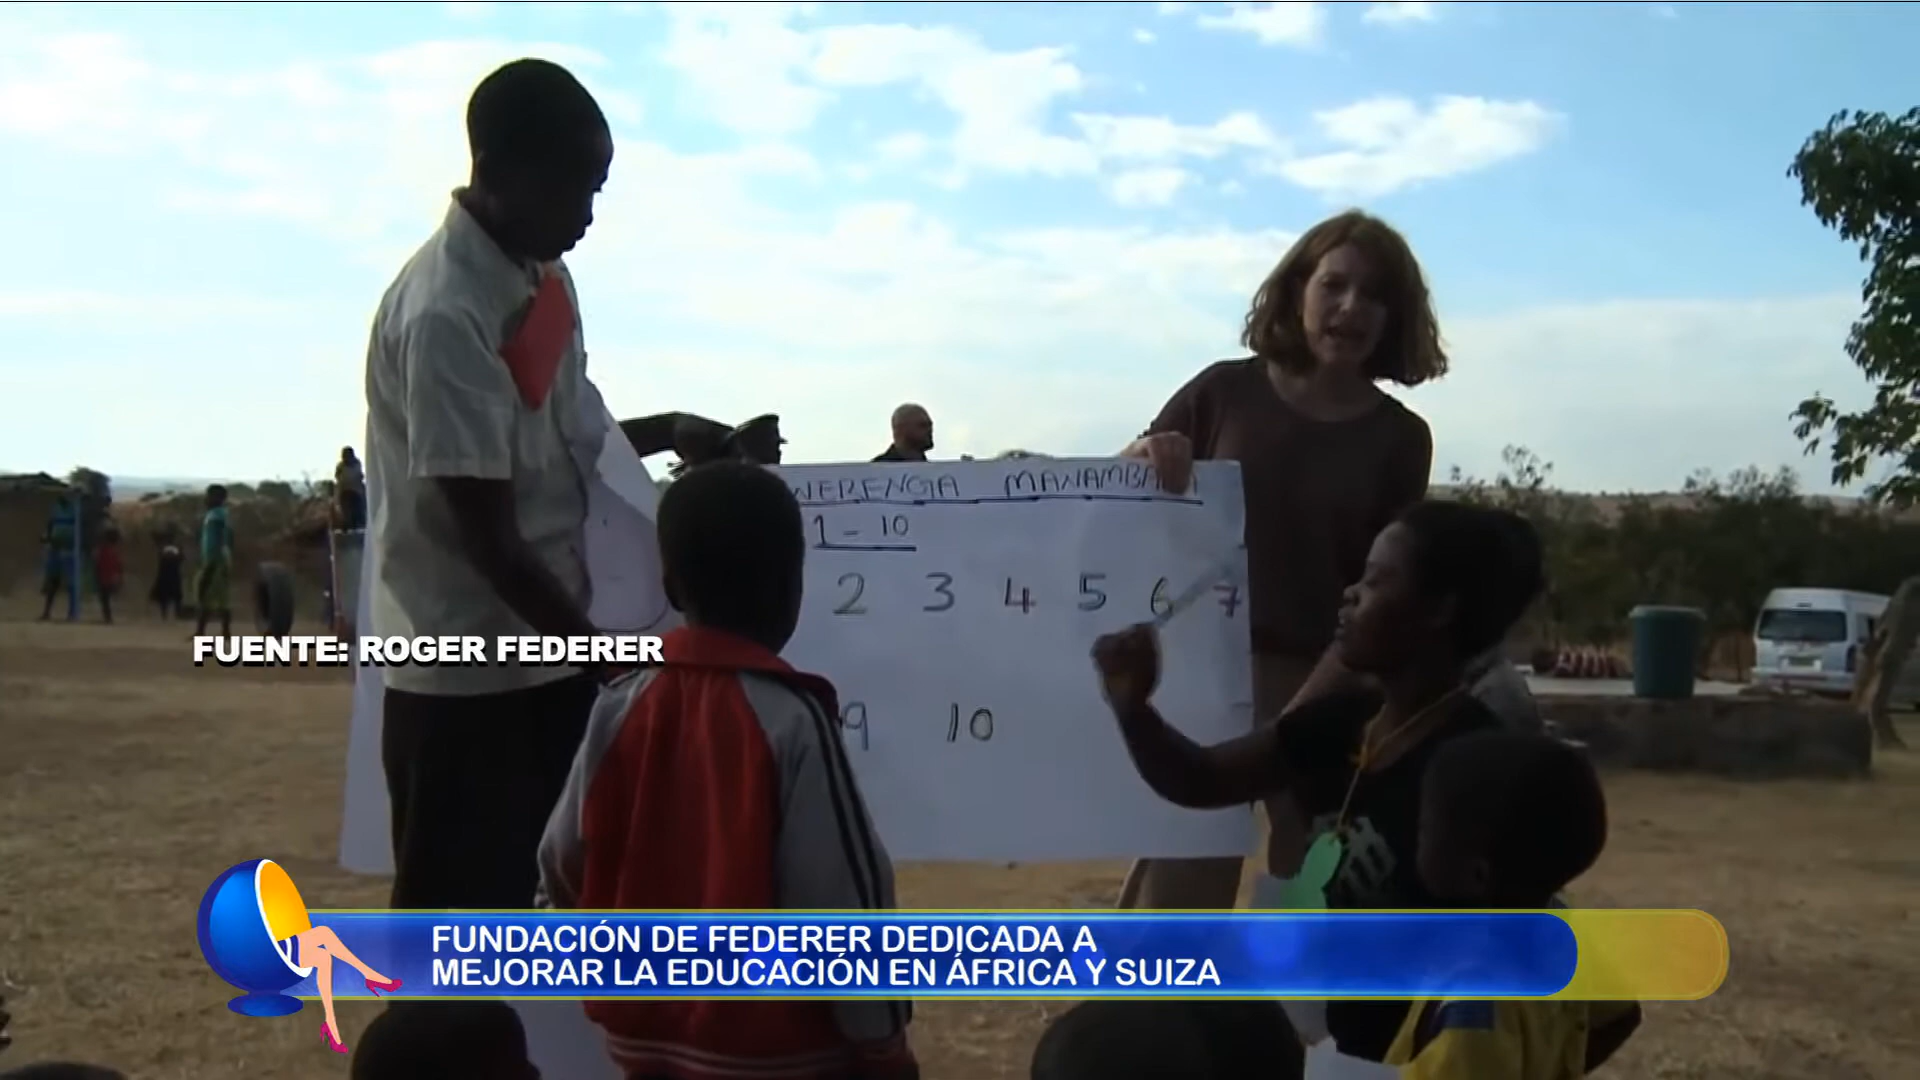 WERENGA MANAMBALA
1 - 10
2 3 4 5 6 7
9 10
FUENTE: ROGER FEDERER
FUNDACIÓN DE FEDERER DEDICADA A
MEJORAR LA EDUCACIÓN EN ÁFRICA Y SUIZA